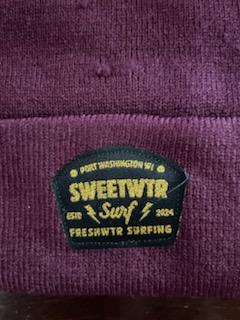 PORT WASHINGTON WI
SWEETWTR
ESTD Surf 2024
FRESHWTR SURFING